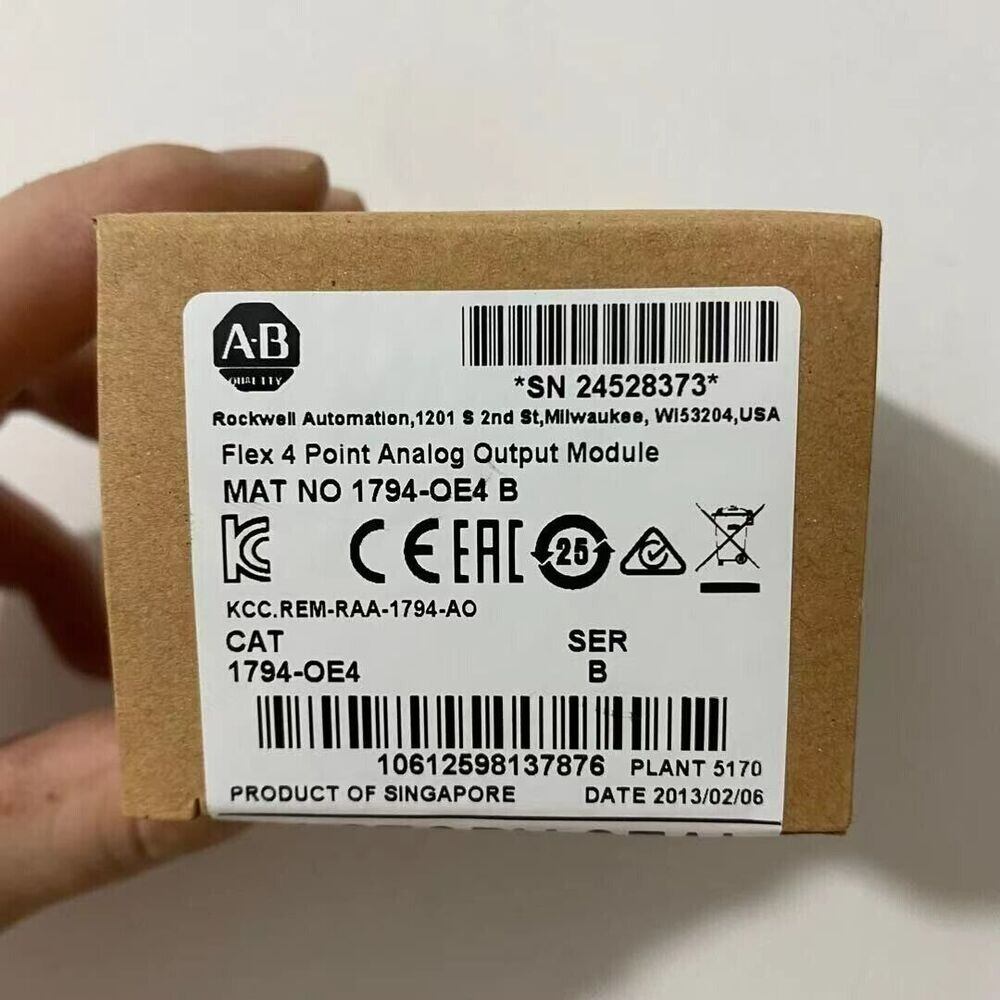 A·B
QUALITY
*SN 24528373*
Rockwell Automation,1201 S 2nd St,Milwaukee, WI53204,USA
Flex 4 Point Analog Output Module
MAT NO 1794-OE4 B
KC CE EAC 25
KCC.REM-RAA-1794-AO
CAT SER
1794-OE4 B
10612598137876 PLANT 5170
PRODUCT OF SINGAPORE DATE 2013/02/06